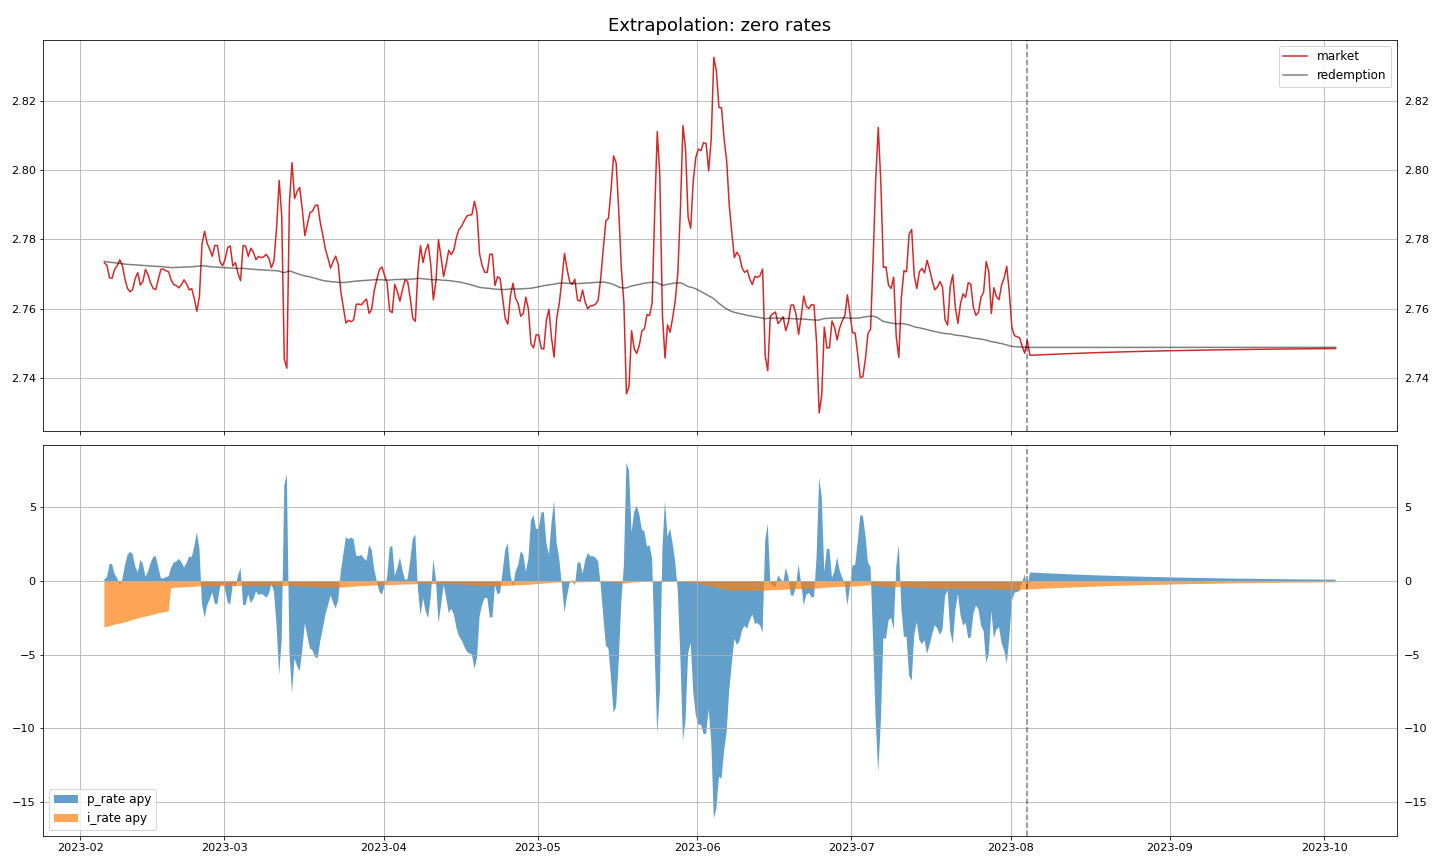 Extrapolation: zero rates
market
redemption
2.82 2.82
2.80 2.80
2.78 2.78
2.76 2.76
2.74 2.74
5 5
0 0
−5 −5
−10 −10
−15 −15
p_rate apy
i_rate apy
2023-02 2023-03 2023-04 2023-05 2023-06 2023-07 2023-08 2023-09 2023-10